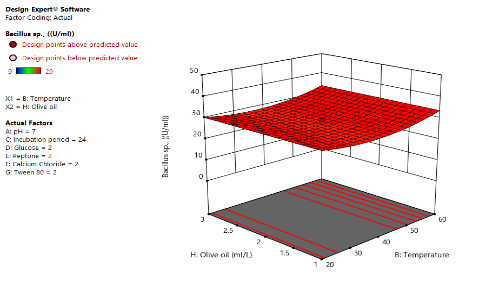 Design-Expert® Software
Factor Coding: Actual
Bacillus sp., ((U/ml))
Design points above predicted value
Design points below predicted value
9 29
X1 = B: Temperature
X2 = H: Olive oil
Actual Factors
A: pH = 7
C: Incubation period = 24
D: Glucose = 2
E: Peptone = 2
F: Calcium Chloride = 2
G: Tween 80 = 2
Bacillus sp., ((U/ml))
50
40
30
20
10
0
3
2.5
2
1.5
1
20
30
40
50
60
H: Olive oil (ml/L)
B: Temperature